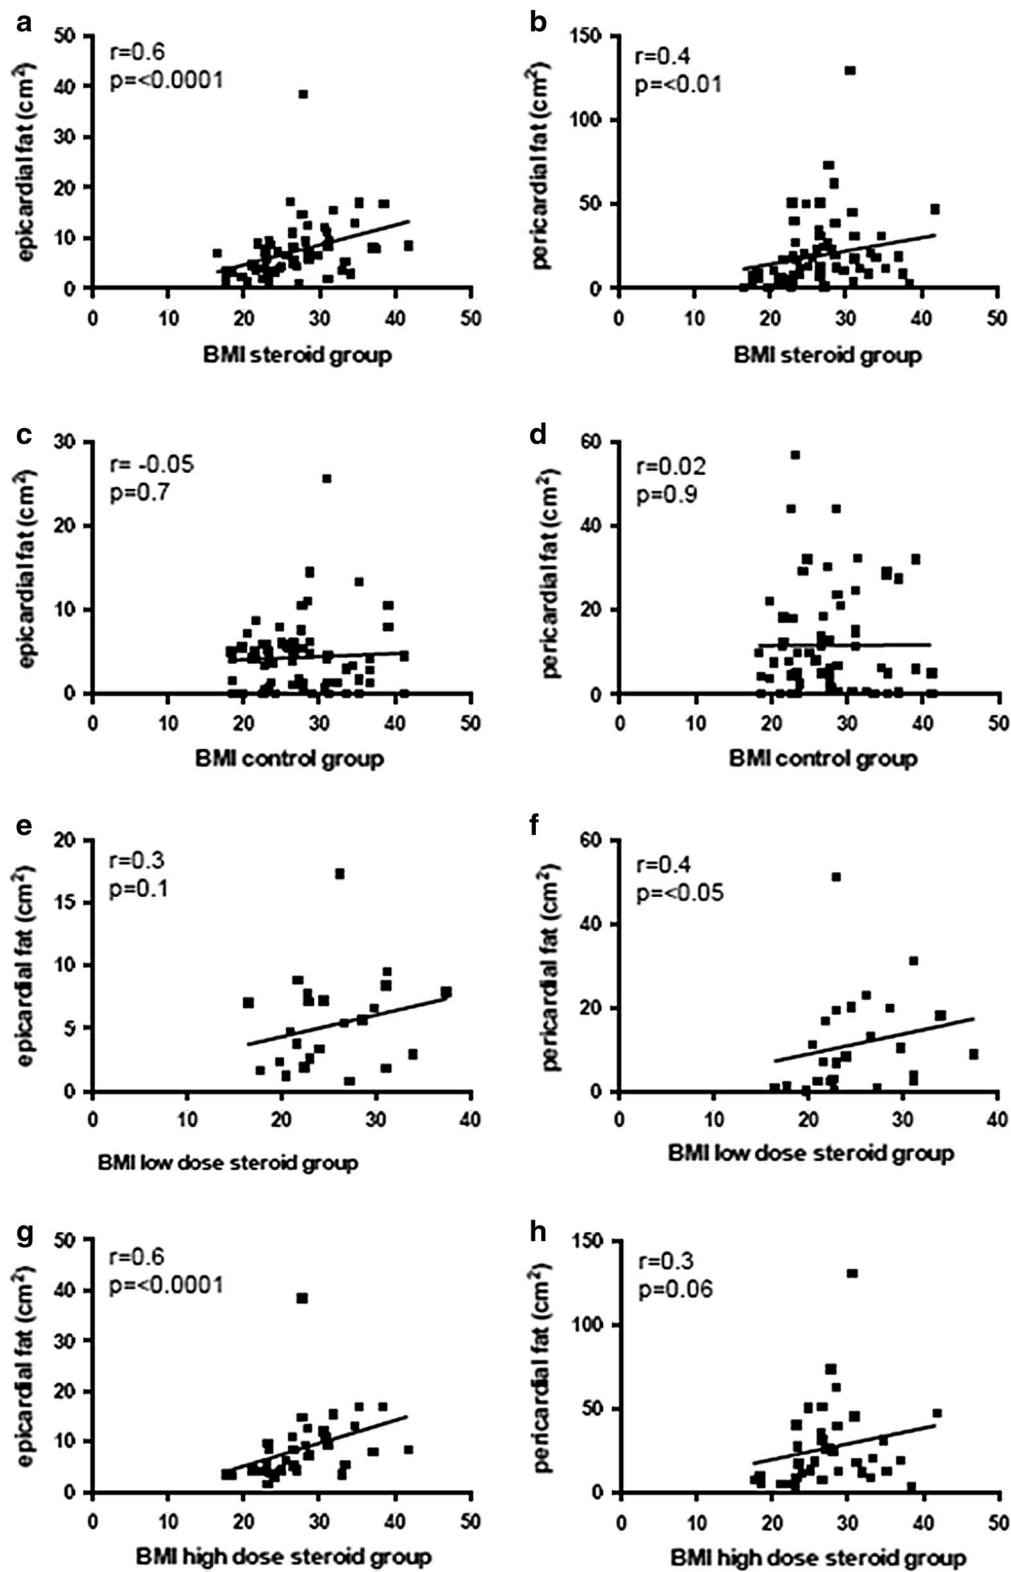 a
50
40
30
20
10
0
epicardial fat (cm²)
r=0.6
p=<0.0001
0 10 20 30 40 50
BMI steroid group
b
150
100
50
0
pericardial fat (cm²)
r=0.4
p=<0.01
0 10 20 30 40 50
BMI steroid group
c
30
20
10
0
epicardial fat (cm²)
r= -0.05
p=0.7
0 10 20 30 40 50
BMI control group
d
60
40
20
0
pericardial fat (cm²)
r=0.02
p=0.9
0 10 20 30 40 50
BMI control group
e
20
15
10
5
0
epicardial fat (cm²)
r=0.3
p=0.1
0 10 20 30 40
BMI low dose steroid group
f
60
40
20
0
pericardial fat (cm²)
r=0.4
p=<0.05
0 10 20 30 40
BMI low dose steroid group
g
50
40
30
20
10
0
epicardial fat (cm²)
r=0.6
p=<0.0001
0 10 20 30 40 50
BMI high dose steroid group
h
150
100
50
0
pericardial fat (cm²)
r=0.3
p=0.06
0 10 20 30 40 50
BMI high dose steroid group